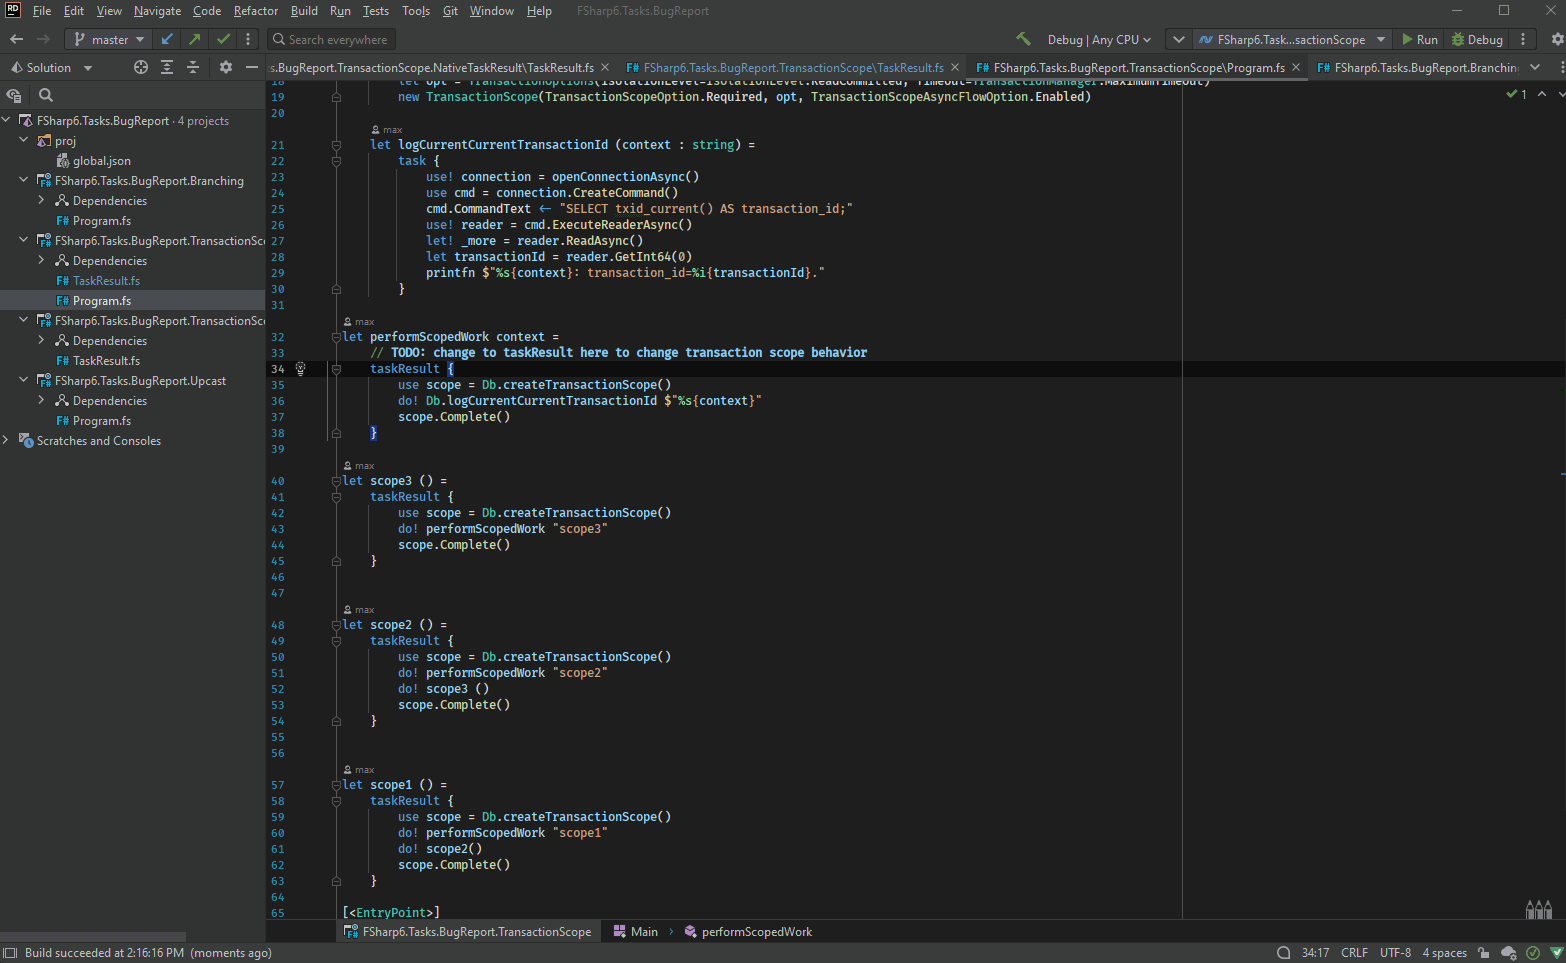 RD File Edit View Navigate Code Refactor Build Run Tests Tools Git Window Help FSharp6.Tasks.BugReport
master Search everywhere Debug | Any CPU FSharp6.Task...sactionScope Run Debug
Solution s.BugReport.TransactionScope.NativeTaskResult\TaskResult.fs F# FSharp6.Tasks.BugReport.TransactionScope\TaskResult.fs F# FSharp6.Tasks.BugReport.TransactionScope\Program.fs F# FSharp6.Tasks.BugReport.Branchin
FSharp6.Tasks.BugReport · 4 projects
proj
global.json
FSharp6.Tasks.BugReport.Branching
Dependencies
F# Program.fs
FSharp6.Tasks.BugReport.TransactionSco
Dependencies
F# TaskResult.fs
F# Program.fs
FSharp6.Tasks.BugReport.TransactionSco
Dependencies
F# TaskResult.fs
FSharp6.Tasks.BugReport.Upcast
Dependencies
F# Program.fs
Scratches and Consoles
1
18 let opt = TransactionOptions(IsolationLevel=IsolationLevel.ReadCommitted, Timeout=TransactionManager.MaximumTimeout)
19 new TransactionScope(TransactionScopeOption.Required, opt, TransactionScopeAsyncFlowOption.Enabled)
20
max
21 let logCurrentCurrentTransactionId (context : string) =
22 task {
23 use! connection = openConnectionAsync()
24 use cmd = connection.CreateCommand()
25 cmd.CommandText <- "SELECT txid_current() AS transaction_id;"
26 use! reader = cmd.ExecuteReaderAsync()
27 let! _more = reader.ReadAsync()
28 let transactionId = reader.GetInt64(0)
29 printfn $"%s{context}: transaction_id=%i{transactionId}."
30 }
31
max
32 let performScopedWork context =
33 // TODO: change to taskResult here to change transaction scope behavior
34 taskResult {
35 use scope = Db.createTransactionScope()
36 do! Db.logCurrentCurrentTransactionId $"%s{context}"
37 scope.Complete()
38 }
39
max
40 let scope3 () =
41 taskResult {
42 use scope = Db.createTransactionScope()
43 do! performScopedWork "scope3"
44 scope.Complete()
45 }
46
47
max
48 let scope2 () =
49 taskResult {
50 use scope = Db.createTransactionScope()
51 do! performScopedWork "scope2"
52 do! scope3 ()
53 scope.Complete()
54 }
55
56
max
57 let scope1 () =
58 taskResult {
59 use scope = Db.createTransactionScope()
60 do! performScopedWork "scope1"
61 do! scope2()
62 scope.Complete()
63 }
64
65 [<EntryPoint>]
FSharp6.Tasks.BugReport.TransactionScope Main performScopedWork
Build succeeded at 2:16:16 PM (moments ago) 34:17 CRLF UTF-8 4 spaces